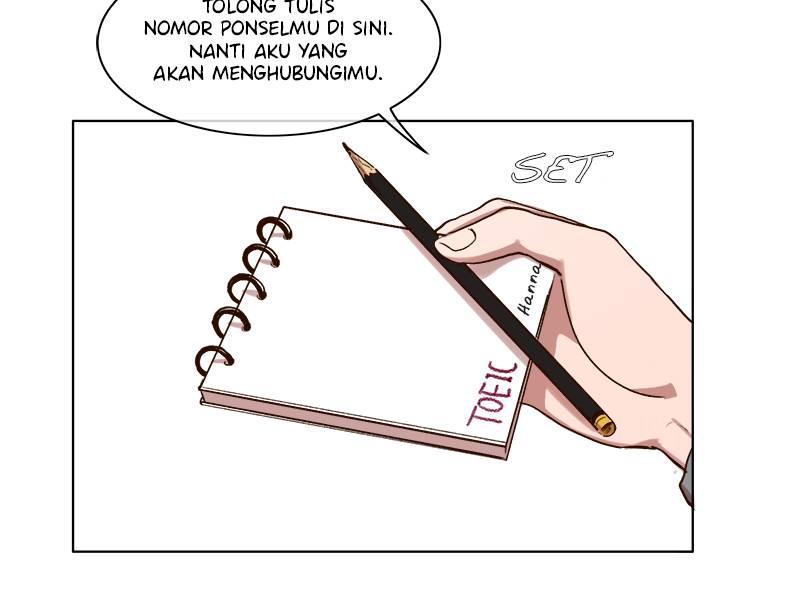 TOLONG TULIS
NOMOR PONSELMU DI SINI.
NANTI AKU YANG
AKAN MENGHUBUNGIMU.
SET
Hanna
TOEIC